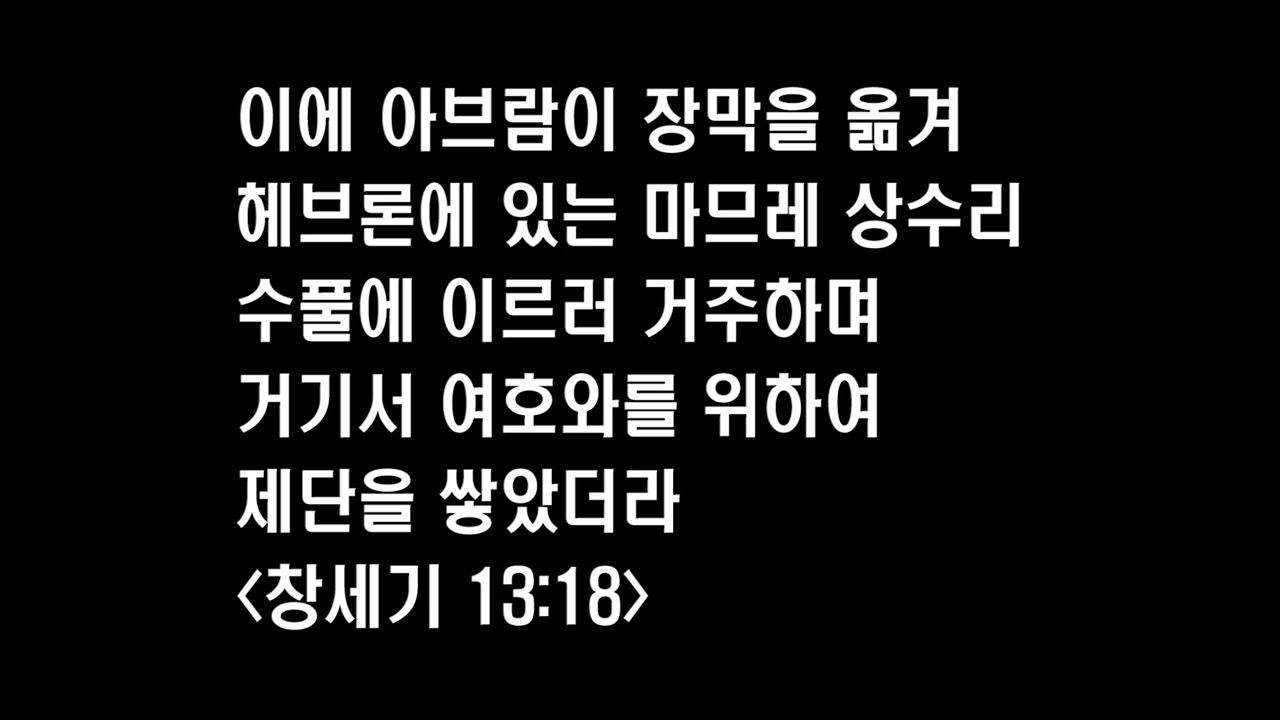 이에 아브람이 장막을 옮겨
헤브론에 있는 마므레 상수리
수풀에 이르러 거주하며
거기서 여호와를 위하여
제단을 쌓았더라
<창세기 13:18>